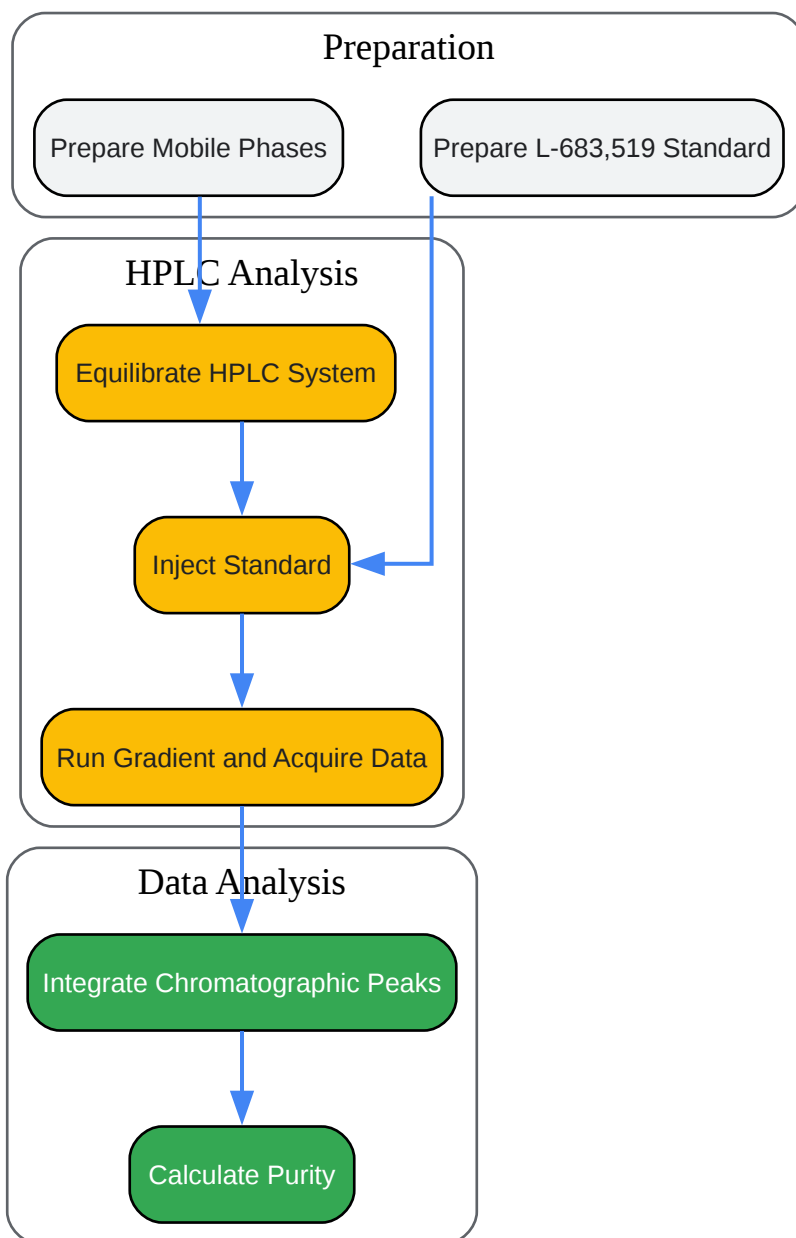 Preparation
Prepare Mobile Phases
Prepare L-683,519 Standard
HPLC Analysis
Equilibrate HPLC System
Inject Standard
Run Gradient and Acquire Data
Data Analysis
Integrate Chromatographic Peaks
Calculate Purity